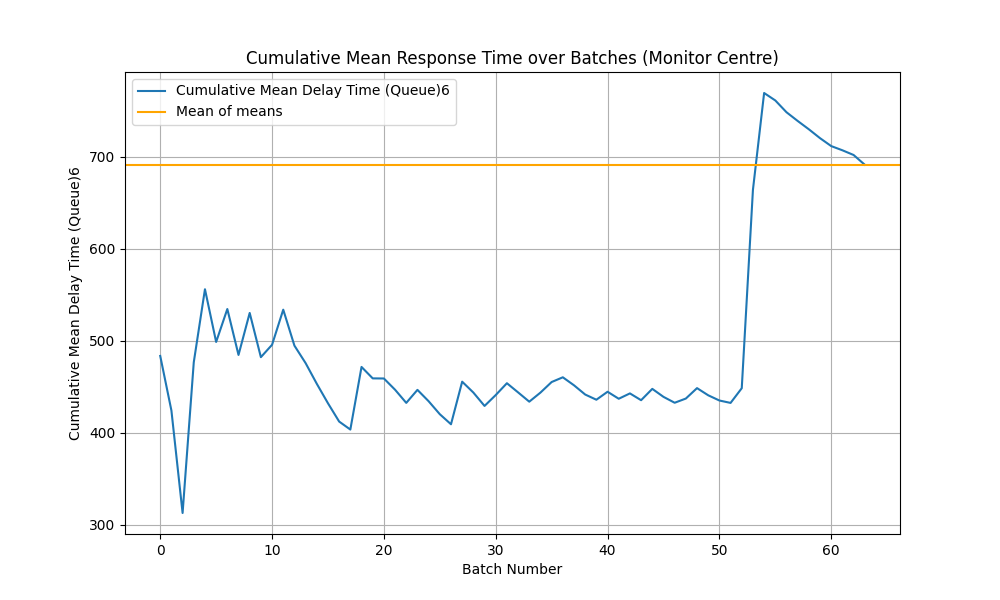 Cumulative Mean Response Time over Batches (Monitor Centre)
Cumulative Mean Delay Time (Queue)6
Mean of means
Cumulative Mean Delay Time (Queue)6
700
600
500
400
300
0 10 20 30 40 50 60
Batch Number